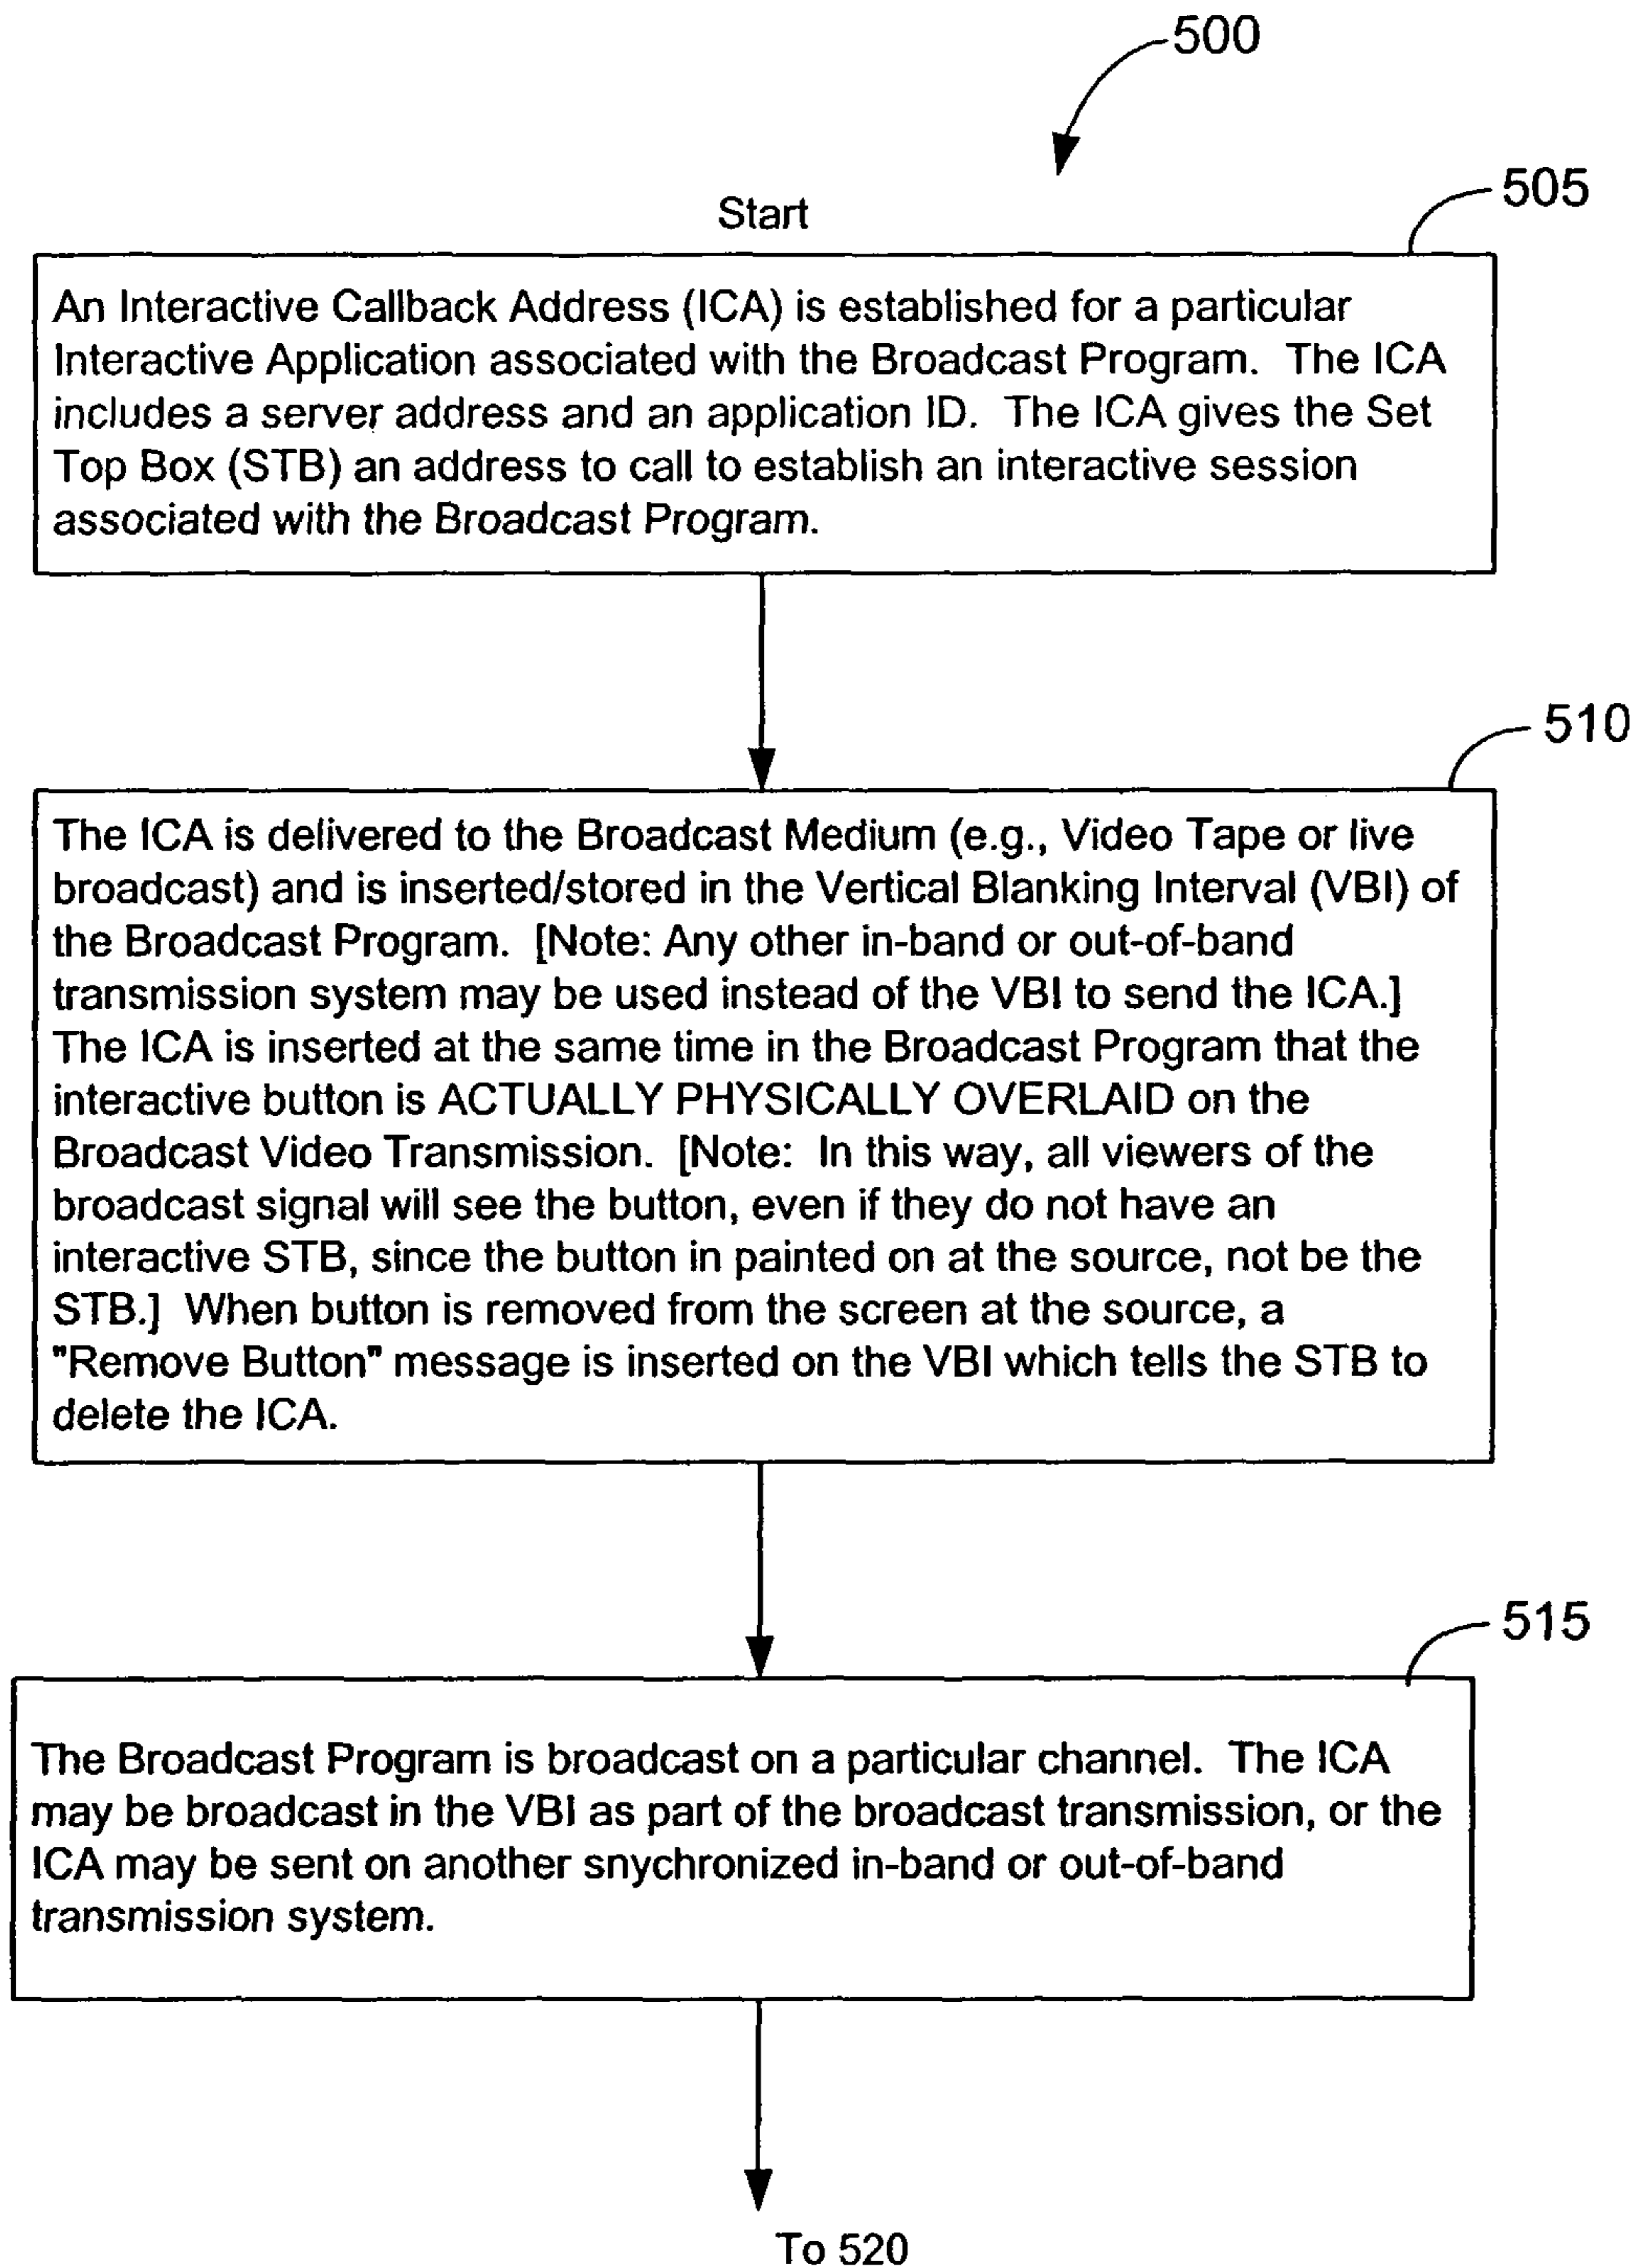 500
505
Start
An Interactive Callback Address (ICA) is established for a particular
Interactive Application associated with the Broadcast Program.  The ICA
includes a server address and an application ID.  The ICA gives the Set
Top Box (STB) an address to call to establish an interactive session
associated with the Broadcast Program.
510
The ICA is delivered to the Broadcast Medium (e.g., Video Tape or live
broadcast) and is inserted/stored in the Vertical Blanking Interval (VBI) of
the Broadcast Program.  [Note: Any other in-band or out-of-band
transmission system may be used instead of the VBI to send the ICA.]
The ICA is inserted at the same time in the Broadcast Program that the
interactive button is ACTUALLY PHYSICALLY OVERLAID on the
Broadcast Video Transmission.  [Note:  In this way, all viewers of the
broadcast signal will see the button, even if they do not have an
interactive STB, since the button in painted on at the source, not be the
STB.]  When button is removed from the screen at the source, a
"Remove Button" message is inserted on the VBI which tells the STB to
delete the ICA.
515
The Broadcast Program is broadcast on a particular channel.  The ICA
may be broadcast in the VBI as part of the broadcast transmission, or the
ICA may be sent on another snychronized in-band or out-of-band
transmission system.
To 520